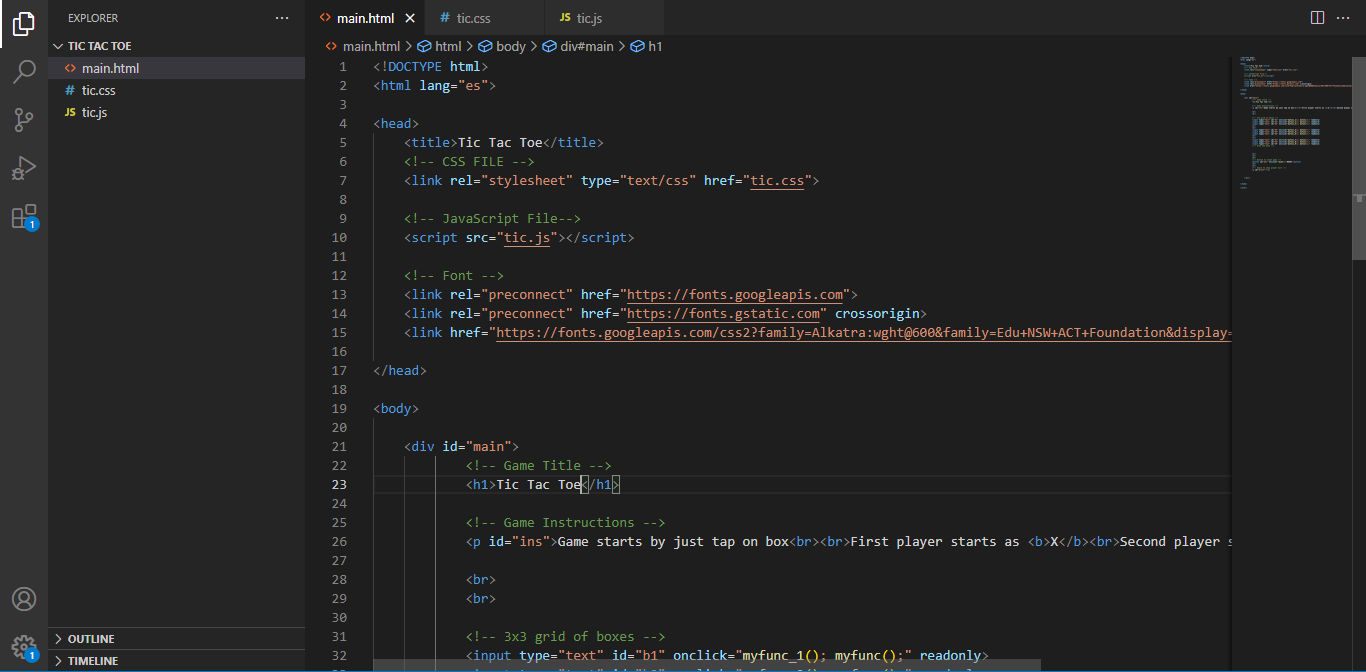 EXPLORER
TIC TAC TOE
main.html
# tic.css
JS tic.js
1
OUTLINE
TIMELINE
1
main.html
# tic.css
JS tic.js
main.html > html > body > div#main > h1
1 <!DOCTYPE html>
2 <html lang="es">
3
4 <head>
5 <title>Tic Tac Toe</title>
6 <!-- CSS FILE -->
7 <link rel="stylesheet" type="text/css" href="tic.css">
8
9 <!-- JavaScript File-->
10 <script src="tic.js"></script>
11
12 <!-- Font -->
13 <link rel="preconnect" href="https://fonts.googleapis.com">
14 <link rel="preconnect" href="https://fonts.gstatic.com" crossorigin>
15 <link href="https://fonts.googleapis.com/css2?family=Alkatra:wght@600&family=Edu+NSW+ACT+Foundation&display=
16
17 </head>
18
19 <body>
20
21 <div id="main">
22 <!-- Game Title -->
23 <h1>Tic Tac Toe</h1>
24
25 <!-- Game Instructions -->
26 <p id="ins">Game starts by just tap on box<br><br>First player starts as <b>X</b><br>Second player s
27
28 <br>
29 <br>
30
31 <!-- 3x3 grid of boxes -->
32 <input type="text" id="b1" onclick="myfunc_1(); myfunc();" readonly>